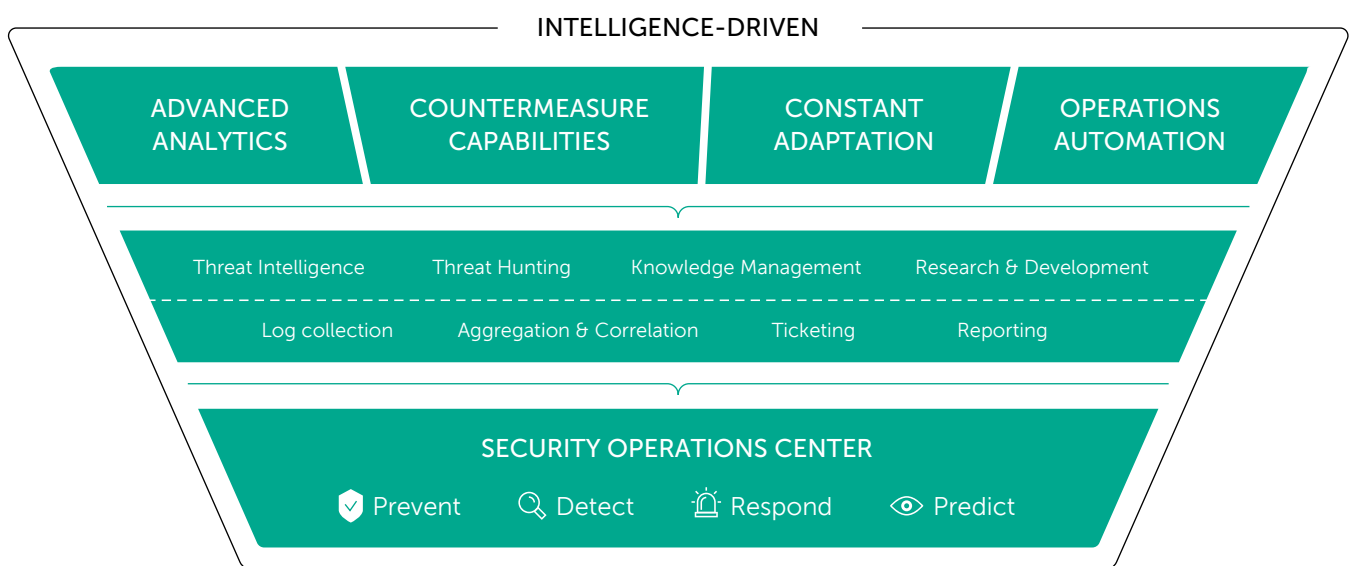 INTELLIGENCE-DRIVEN
ADVANCED
ANALYTICS
COUNTERMEASURE
CAPABILITIES
CONSTANT
ADAPTATION
OPERATIONS
AUTOMATION
Threat Intelligence
Threat Hunting
Knowledge Management
Research & Development
Log collection
Aggregation & Correlation
Ticketing
Reporting
SECURITY OPERATIONS CENTER
Prevent
Detect
Respond
Predict